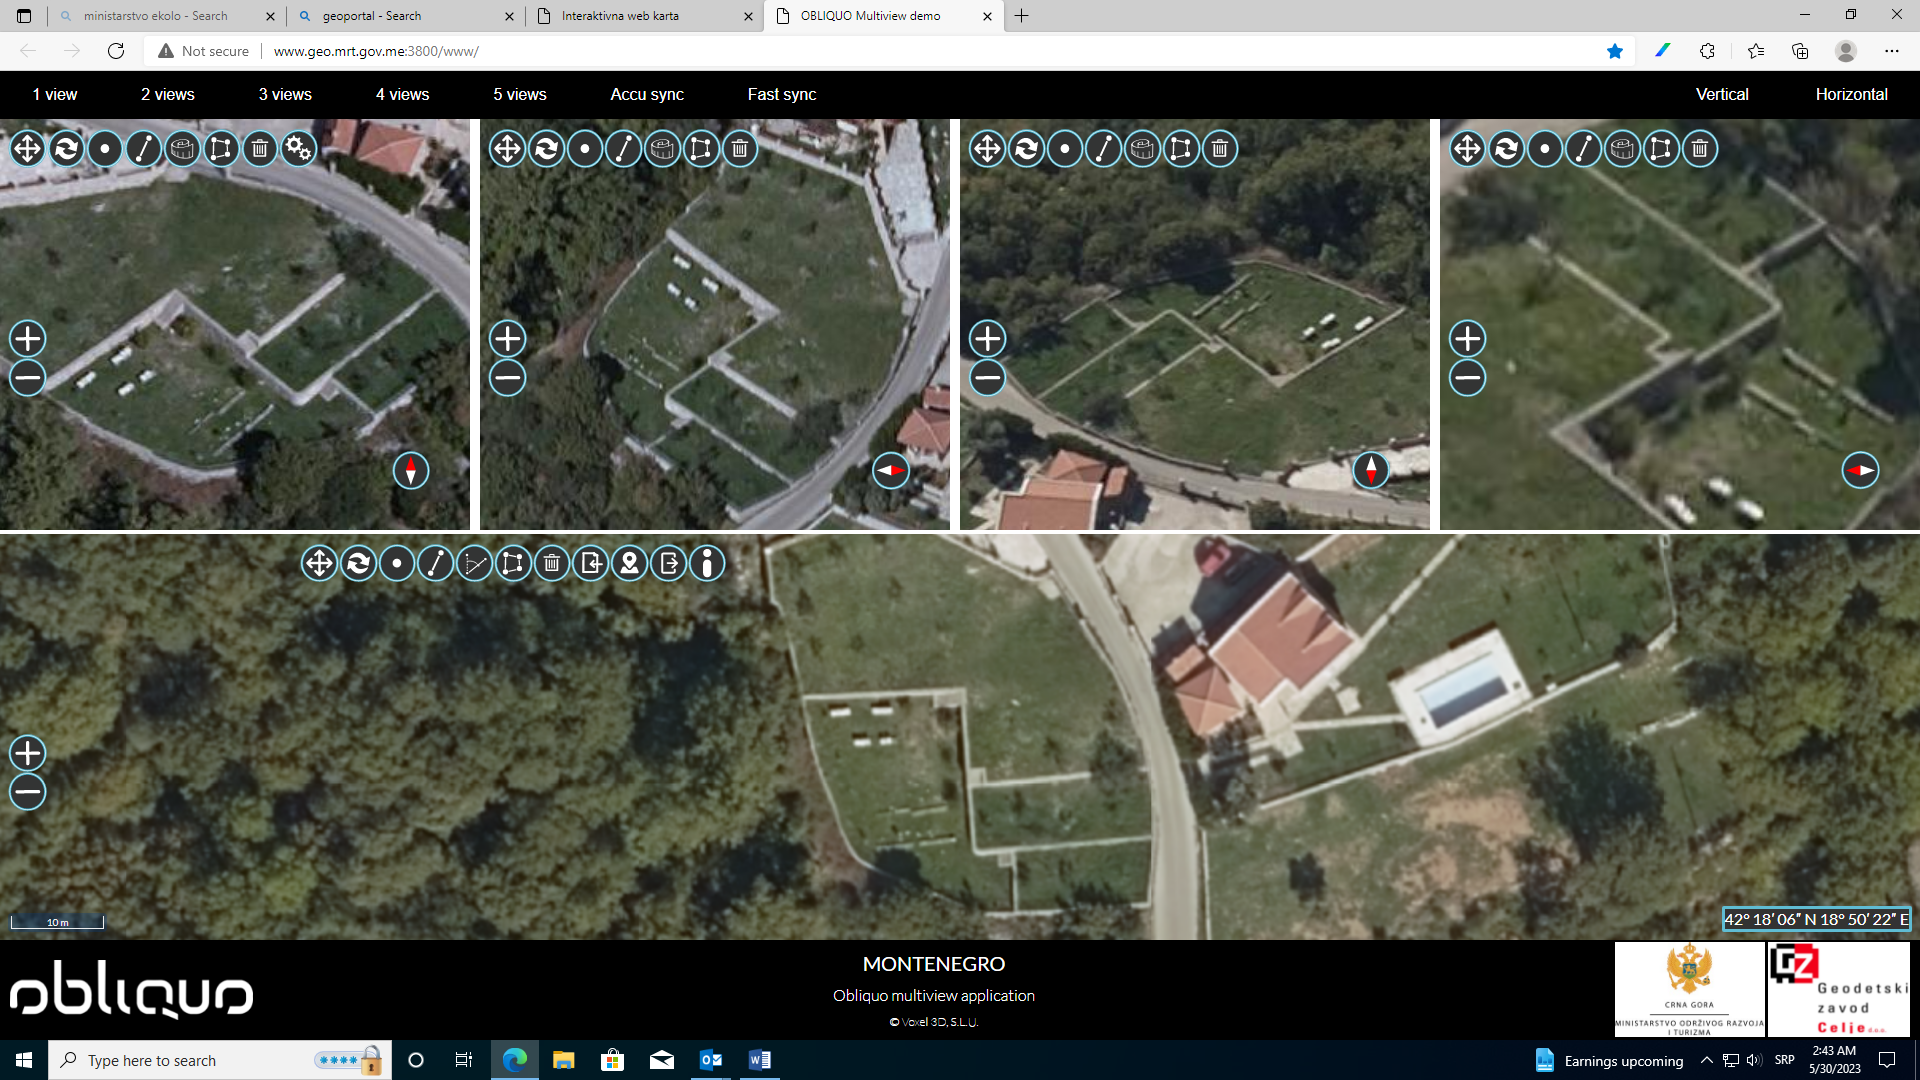 ministarstvo ekolo - Search
geoportal - Search
Interaktivna web karta
OBLIQUO Multiview demo
Not secure
www.geo.mrt.gov.me:3800/www/
1 view
2 views
3 views
4 views
5 views
Accu sync
Fast sync
Vertical
Horizontal
10 m
42° 18′ 06″ N 18° 50′ 22″ E
obliquo
MONTENEGRO
Obliquo multiview application
© Voxel 3D, S.L.U.
CRNA GORA
MINISTARSTVO ODRŽIVOG RAZVOJA
I TURIZMA
GZ
Geodetski
zavod
Celje d.o.o.
Type here to search
Earnings upcoming
SRP
2:43 AM
5/30/2023